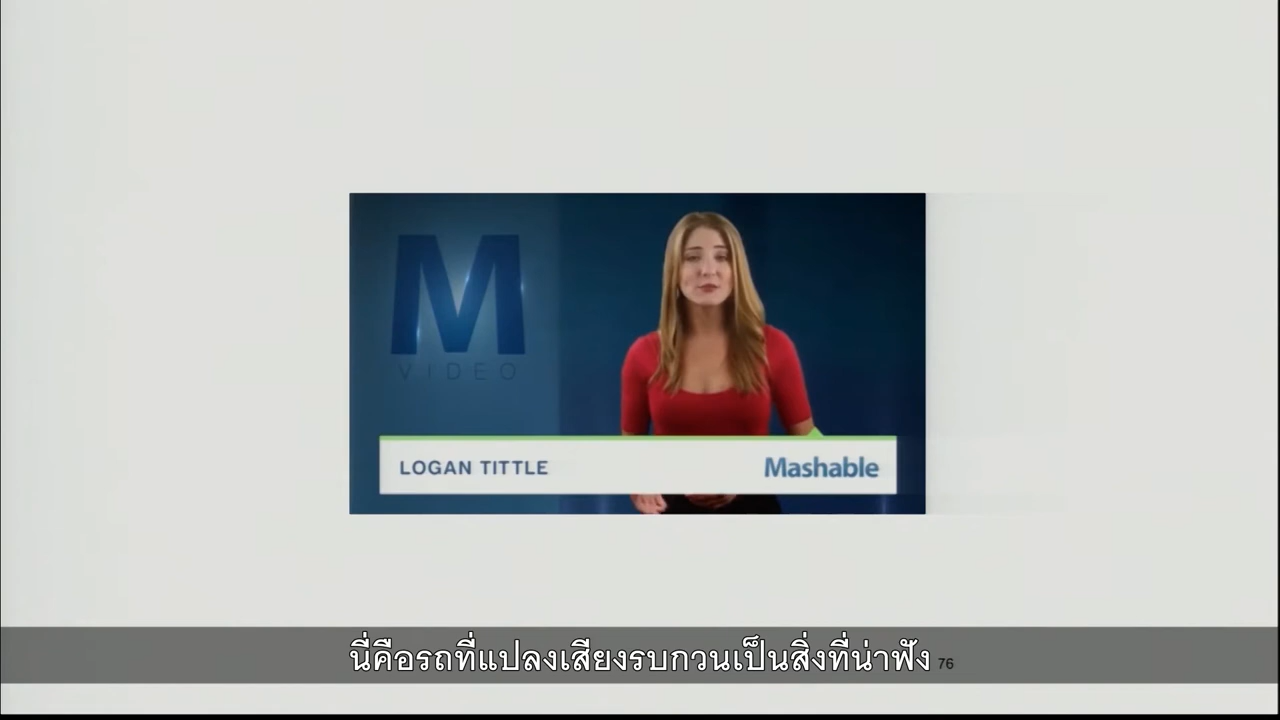 M
VIDEO
LOGAN TITTLE
Mashable
นี่คือรถที่แปลงเสียงรบกวนเป็นสิ่งที่น่าฟัง
76